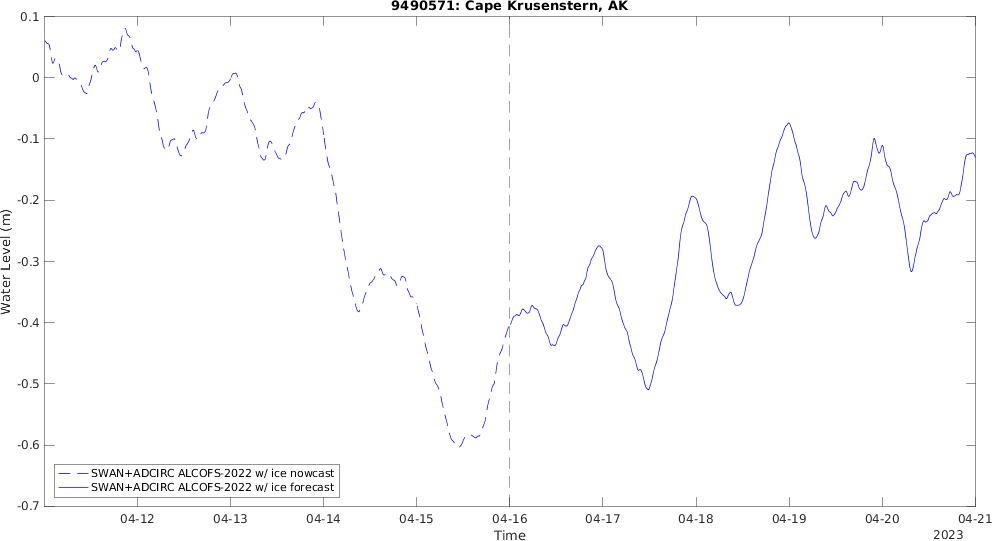 9490571: Cape Krusenstern, AK
0.1
0
-0.1
-0.2
-0.3
-0.4
-0.5
-0.6
-0.7
Water Level (m)
SWAN+ADCIRC ALCOFS-2022 w/ ice nowcast
SWAN+ADCIRC ALCOFS-2022 w/ ice forecast
04-12 04-13 04-14 04-15 04-16 04-17 04-18 04-19 04-20 04-21
Time
2023